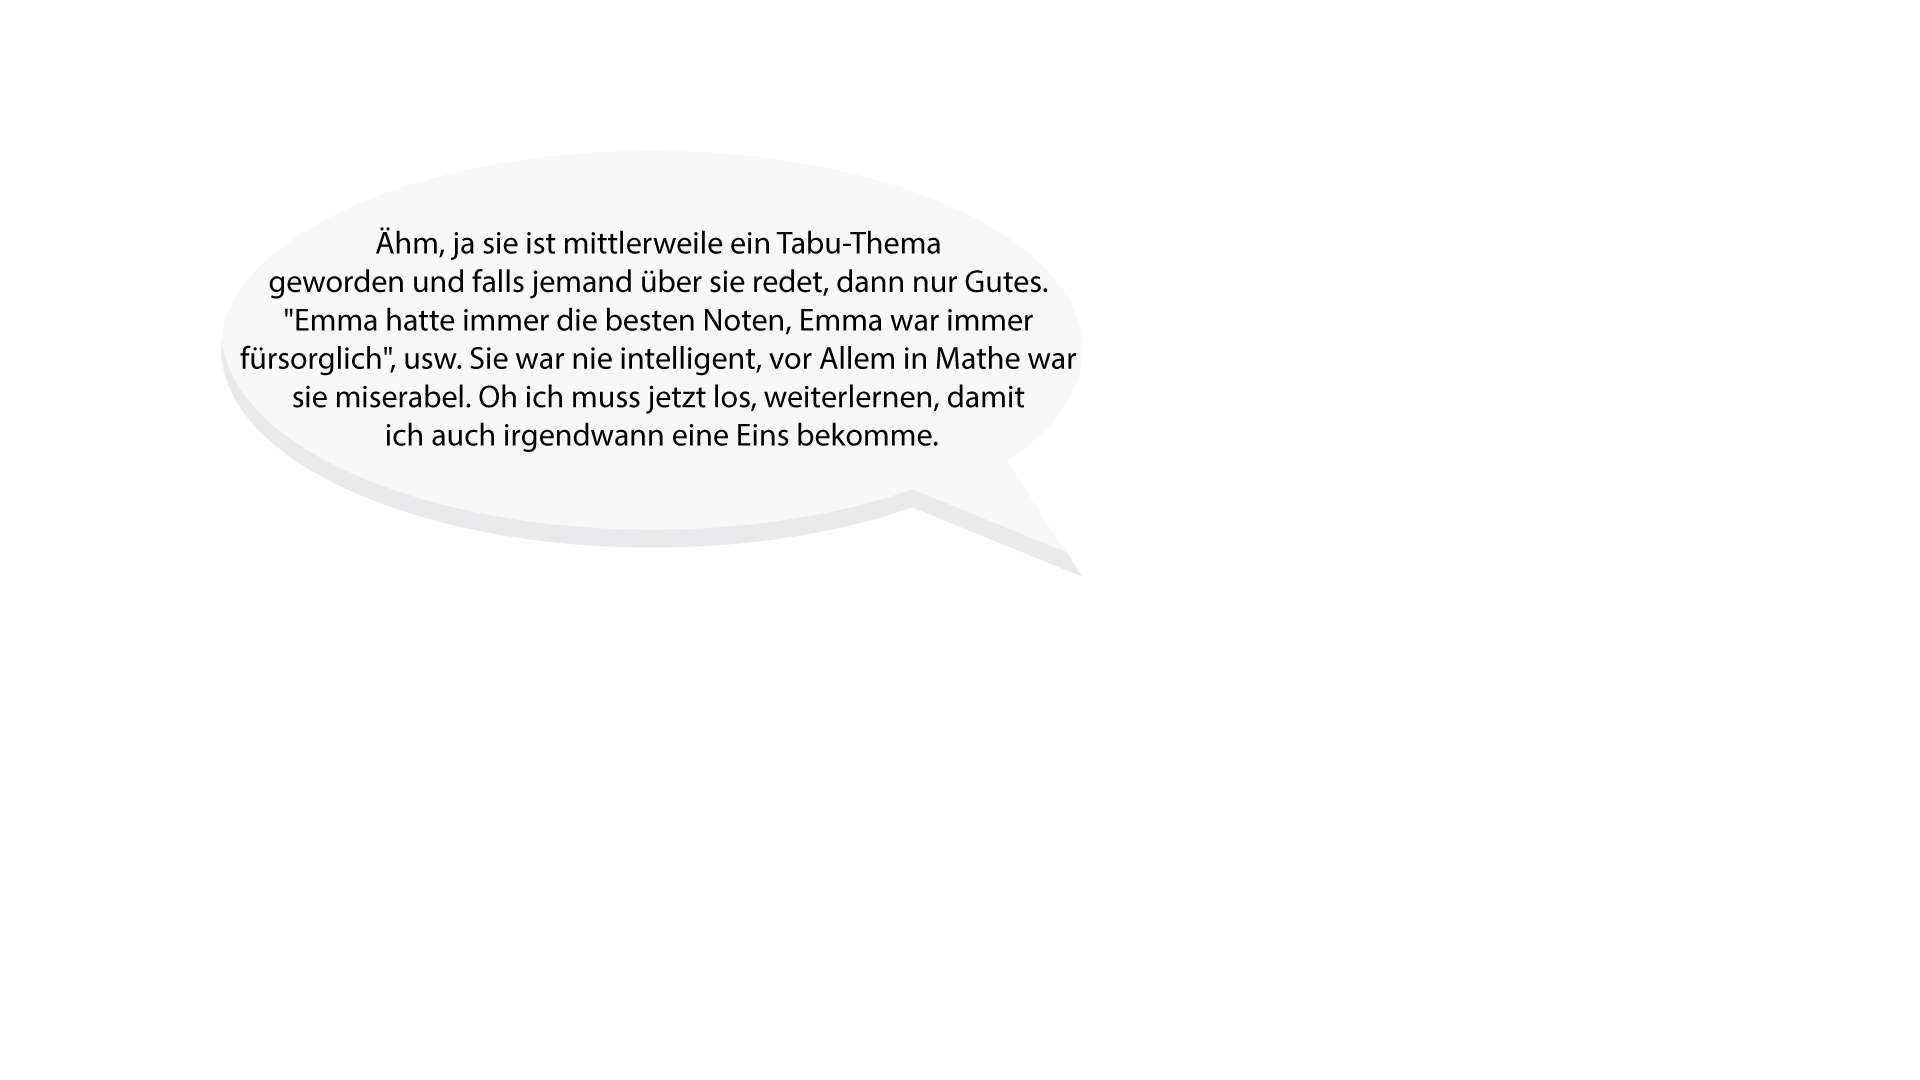 Ähm, ja sie ist mittlerweile ein Tabu-Thema
geworden und falls jemand über sie redet, dann nur Gutes.
"Emma hatte immer die besten Noten, Emma war immer
fürsorglich", usw. Sie war nie intelligent, vor Allem in Mathe war
sie miserabel. Oh ich muss jetzt los, weiterlernen, damit
ich auch irgendwann eine Eins bekomme.